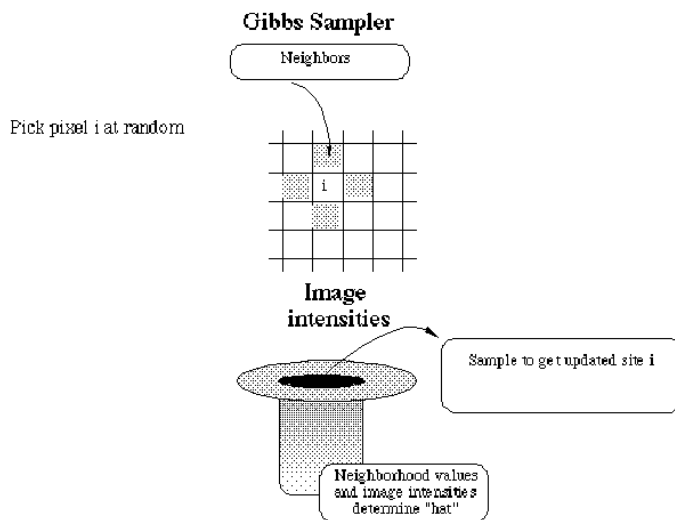 Gibbs Sampler
Neighbors
Pick pixel i at random
i
Image
intensities
Sample to get updated site i
Neighborhood values
and image intensities
determine "hat"